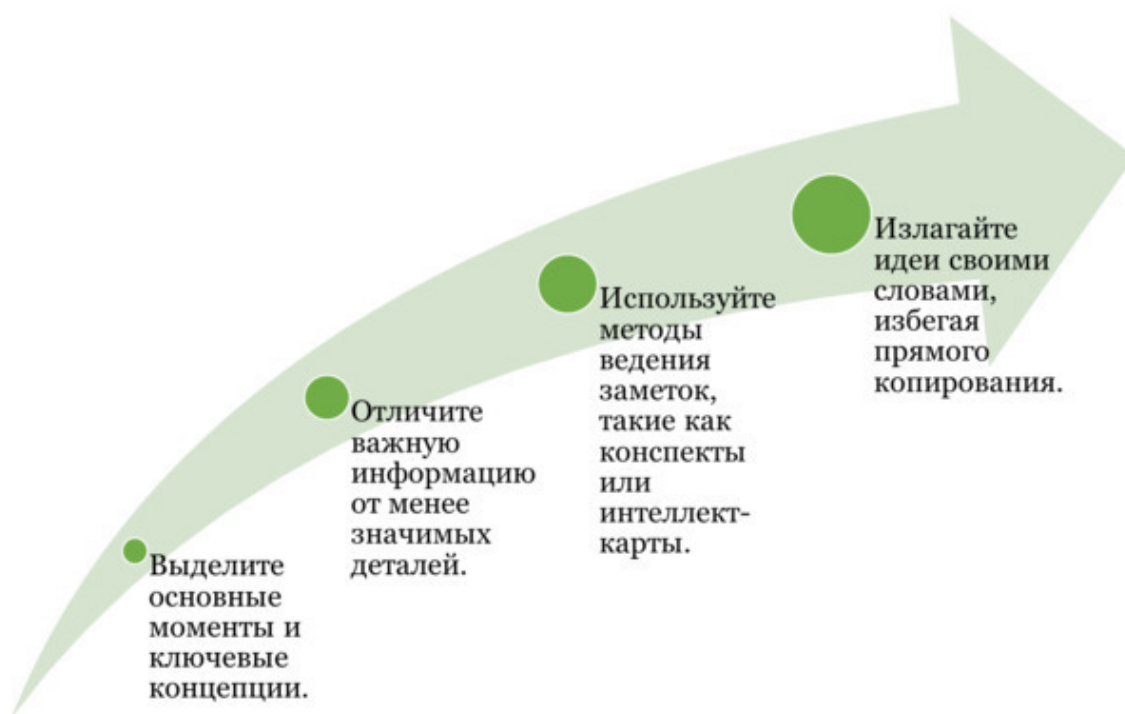 Выделите
основные
моменты и
ключевые
концепции.
Отличите
важную
информацию
от менее
значимых
деталей.
Используйте
методы
ведения
заметок,
такие как
конспекты
или
интеллект-
карты.
Излагайте
идеи своими
словами,
избегая
прямого
копирования.